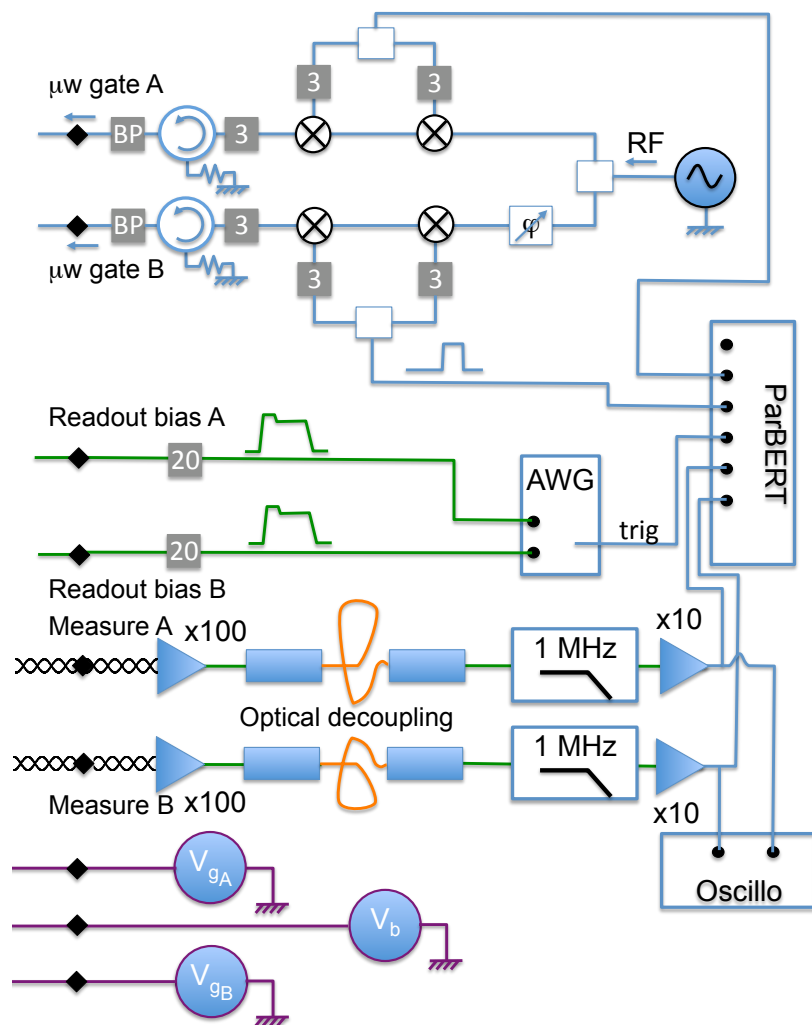 μw gate A
3
3
BP
3
RF
BP
3
φ
μw gate B
3
3
ParBERT
Readout bias A
20
AWG
trig
20
Readout bias B
Measure A
x100
x10
1 MHz
Optical decoupling
1 MHz
Measure B
x100
x10
VgA
Oscillo
Vb
VgB